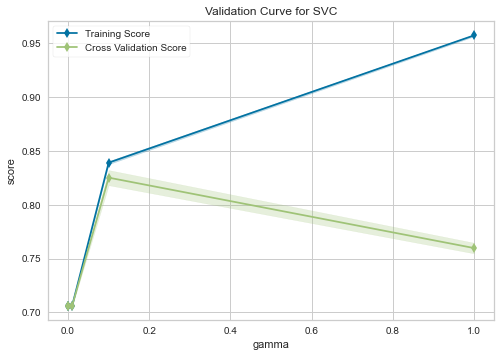 Validation Curve for SVC
Training Score
Cross Validation Score
score
0.95
0.90
0.85
0.80
0.75
0.70
0.0 0.2 0.4 0.6 0.8 1.0
gamma